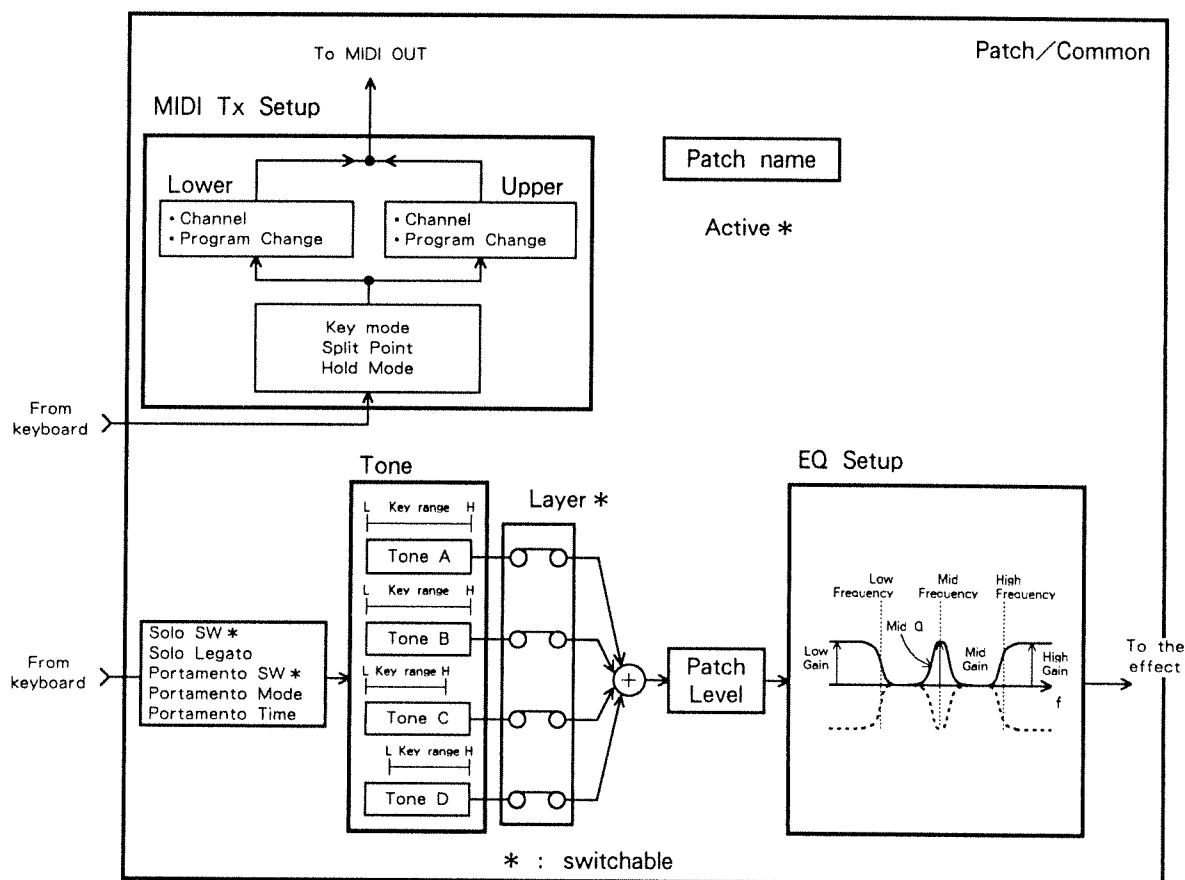 Patch/Common
To MIDI OUT
MIDI Tx Setup
Patch name
Active *
Lower
Upper
• Channel
• Program Change
• Channel
• Program Change
Key mode
Split Point
Hold Mode
From
keyboard
Tone
Layer *
EQ Setup
L Key range H
Tone A
L Key range H
Tone B
L Key range H
Tone C
L Key range H
Tone D
From
keyboard
Solo SW *
Solo Legato
Portamento SW *
Portamento Mode
Portamento Time
+
Patch
Level
Low
Frequency
Mid
Frequency
High
Frequency
Mid Q
Low
Gain
Mid
Gain
High
Gain
f
To the
effect
* : switchable